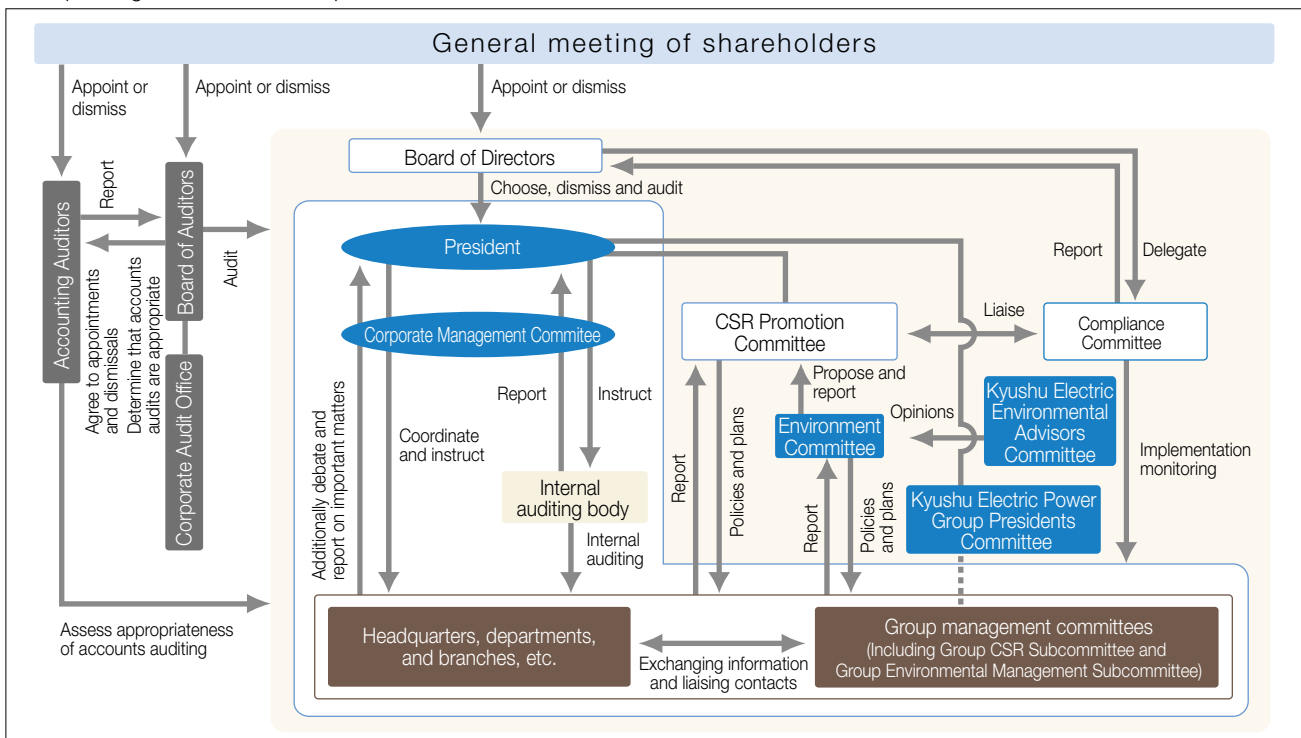 General meeting of shareholders
Appoint or
dismiss
Appoint or dismiss
Appoint or dismiss
Board of Directors
Choose, dismiss and audit
Accounting Auditors
Report
Board of Auditors
Audit
Agree to appointments
and dismissals
Determine that accounts
audits are appropriate
Corporate Audit Office
Assess appropriateness
of accounts auditing
President
Corporate Management Commitee
Report
Instruct
Coordinate
and instruct
Additionally debate and
report on important matters
Internal
auditing body
Internal
auditing
CSR Promotion
Committee
Liaise
Report
Delegate
Compliance
Committee
Propose and
report
Environment
Committee
Opinions
Kyushu Electric
Environmental
Advisors
Committee
Implementation
monitoring
Report
Policies and plans
Report
Policies
and plans
Kyushu Electric Power
Group Presidents
Committee
Headquarters, departments,
and branches, etc.
Exchanging information
and liaising contacts
Group management committees
(Including Group CSR Subcommittee and
Group Environmental Management Subcommittee)